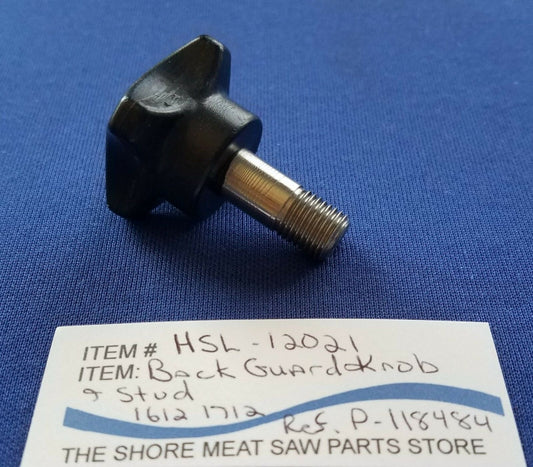 ITEM # HSL-12021
ITEM: Back Guard Knob
& Stud
1612 1712 Ref. P-118484
THE SHORE MEAT SAW PARTS STORE